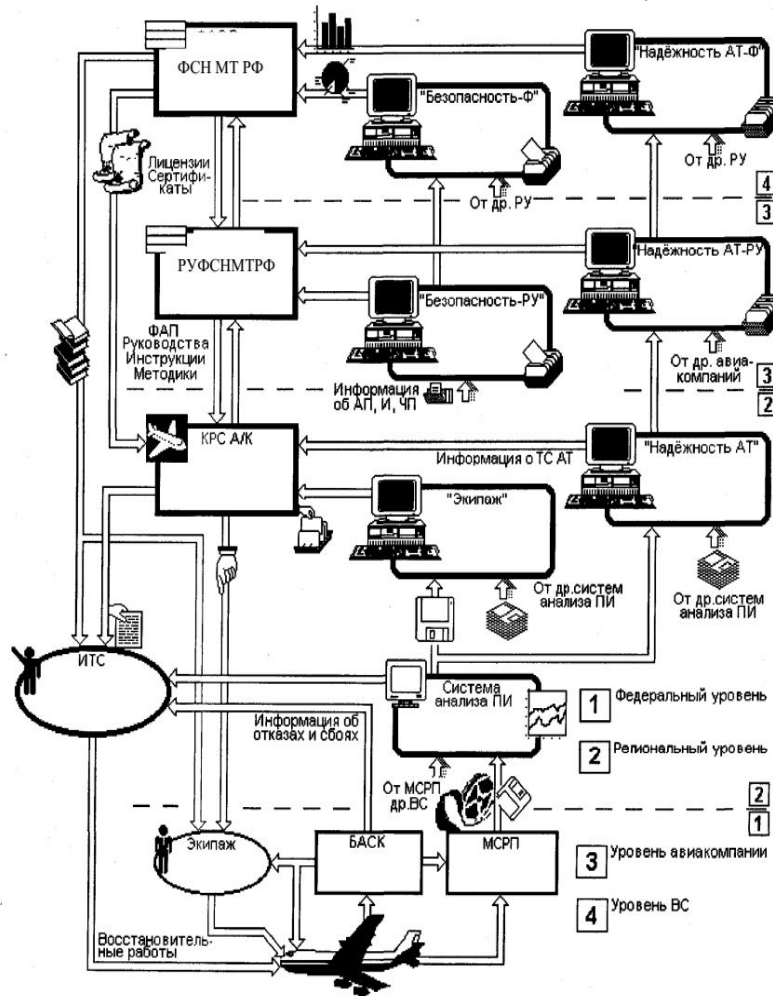 ФСН МТ РФ
"Надёжность АТ-Ф"
"Безопасность-Ф"
Лицензии
Сертифи-
каты
От др. РУ
От др. РУ
4
3
РУФСНМТРФ
"Надёжность АТ-РУ"
"Безопасность-РУ"
ФАП
Руководства
Инструкции
Методики
От др. авиа-
компаний
Информация
об АП, И, ЧП
3
2
КРС А/К
"Надёжность АТ"
Информация о ТС АТ
"Экипаж"
От др.систем
анализа ПИ
От др.систем
анализа ПИ
ИТС
Система
анализа ПИ
1 Федеральный уровень
Информация об
отказах и сбоях
2 Региональный уровень
От МСРП
др.ВС
2
1
Экипаж
БАСК
МСРП
3 Уровень авиакомпании
4 Уровень ВС
Восстановитель-
ные работы